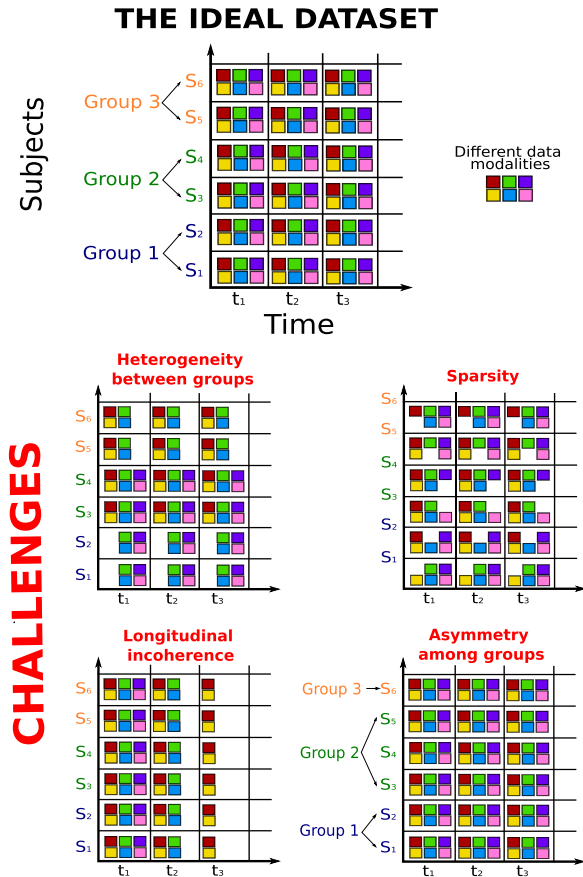 THE IDEAL DATASET
Subjects
Group 3
S₆
S₅
Group 2
S₄
S₃
Group 1
S₂
S₁
t₁ t₂ t₃
Time
Different data
modalities
CHALLENGES
Heterogeneity
between groups
S₆
S₅
S₄
S₃
S₂
S₁
t₁ t₂ t₃
Sparsity
S₆
S₅
S₄
S₃
S₂
S₁
t₁ t₂ t₃
Longitudinal
incoherence
S₆
S₅
S₄
S₃
S₂
S₁
t₁ t₂ t₃
Asymmetry
among groups
Group 3 S₆
S₅
Group 2 S₄
S₃
S₂
Group 1
S₁
t₁ t₂ t₃